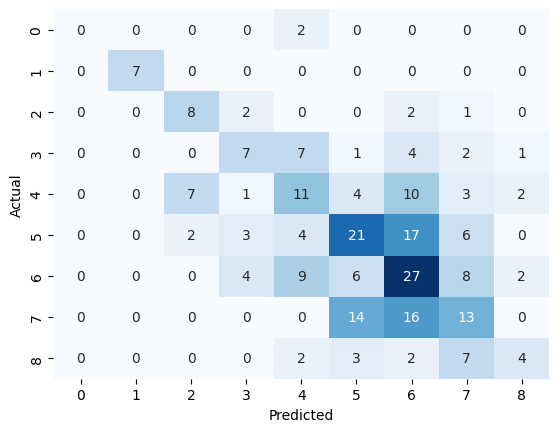 0 0 0 0 0 2 0 0 0 0
1 0 7 0 0 0 0 0 0 0
2 0 0 8 2 0 0 2 1 0
3 0 0 0 7 7 1 4 2 1
Actual
4 0 0 7 1 11 4 10 3 2
5 0 0 2 3 4 21 17 6 0
6 0 0 0 4 9 6 27 8 2
7 0 0 0 0 0 14 16 13 0
8 0 0 0 0 2 3 2 7 4
0 1 2 3 4 5 6 7 8
Predicted